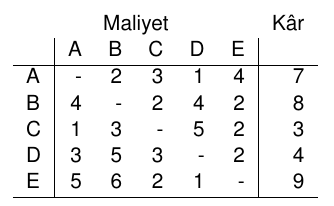 Maliyet Kâr
A B C D E
A - 2 3 1 4 7
B 4 - 2 4 2 8
C 1 3 - 5 2 3
D 3 5 3 - 2 4
E 5 6 2 1 - 9